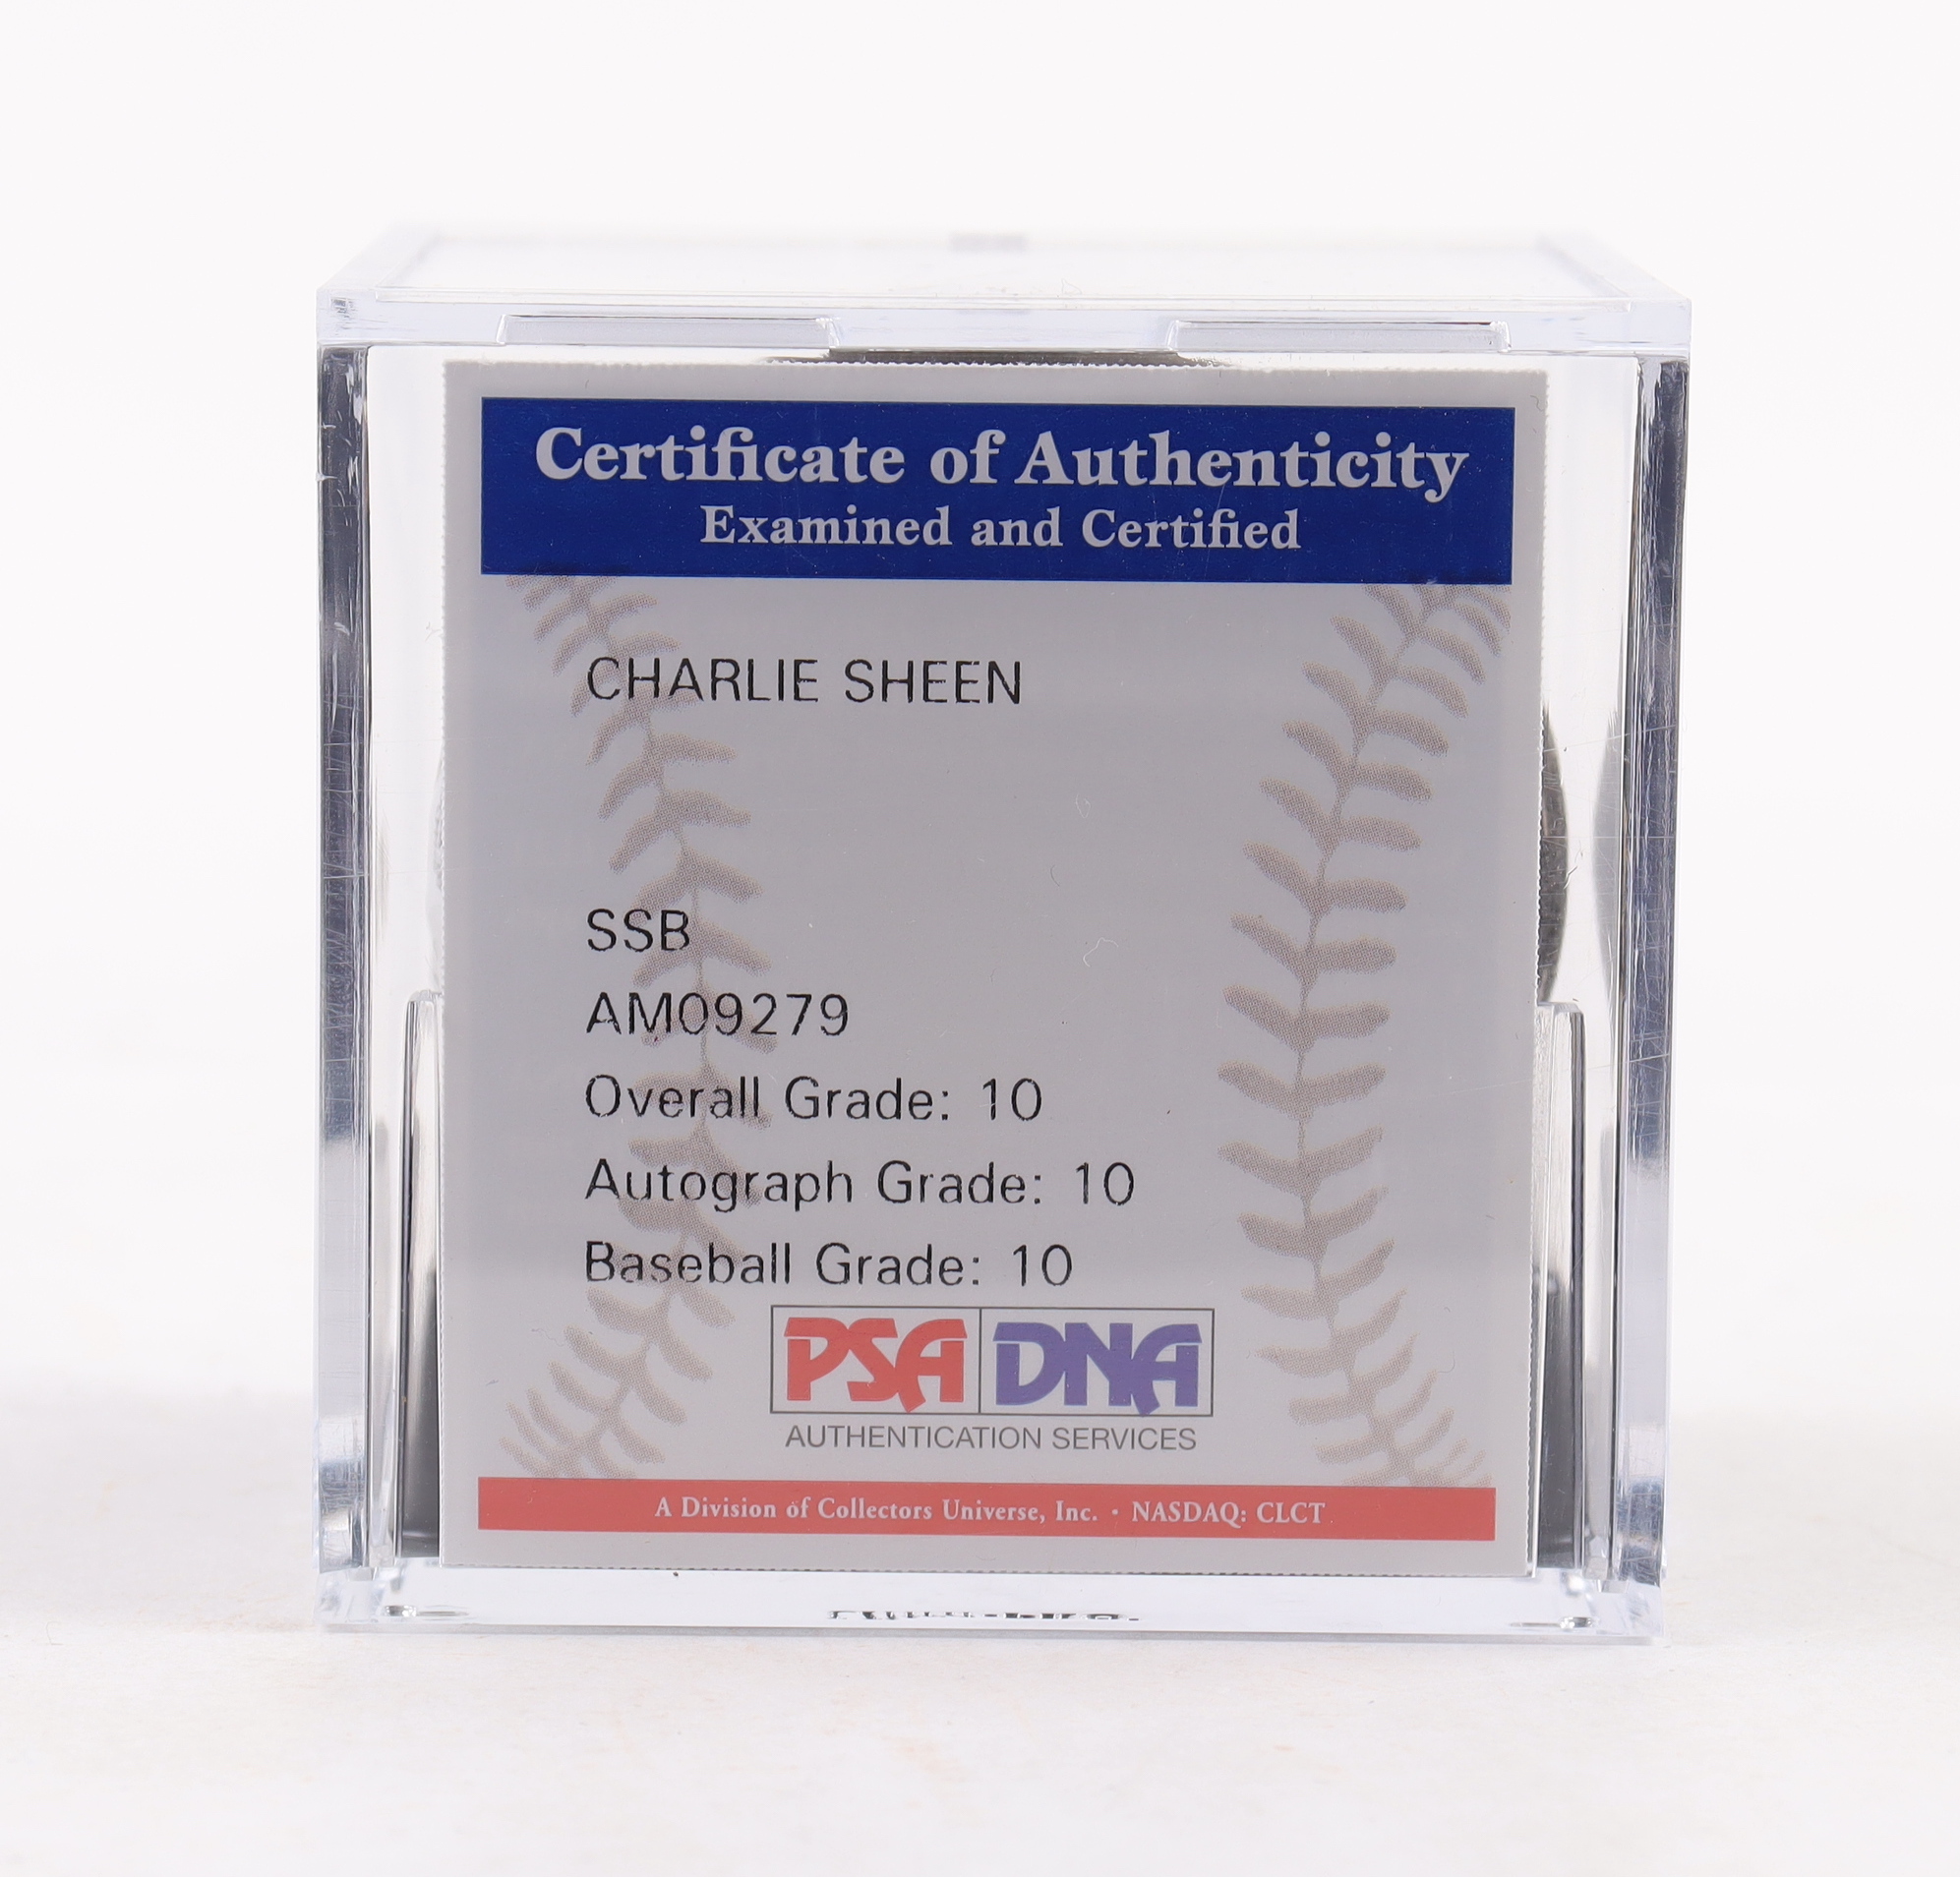 Certificate of Authenticity
Examined and Certified
CHARLIE SHEEN
SSB
AM09279
Overall Grade: 10
Autograph Grade: 10
Baseball Grade: 10
PSA DNA
AUTHENTICATION SERVICES
A Division of Collectors Universe, Inc. • NASDAQ: CLCT